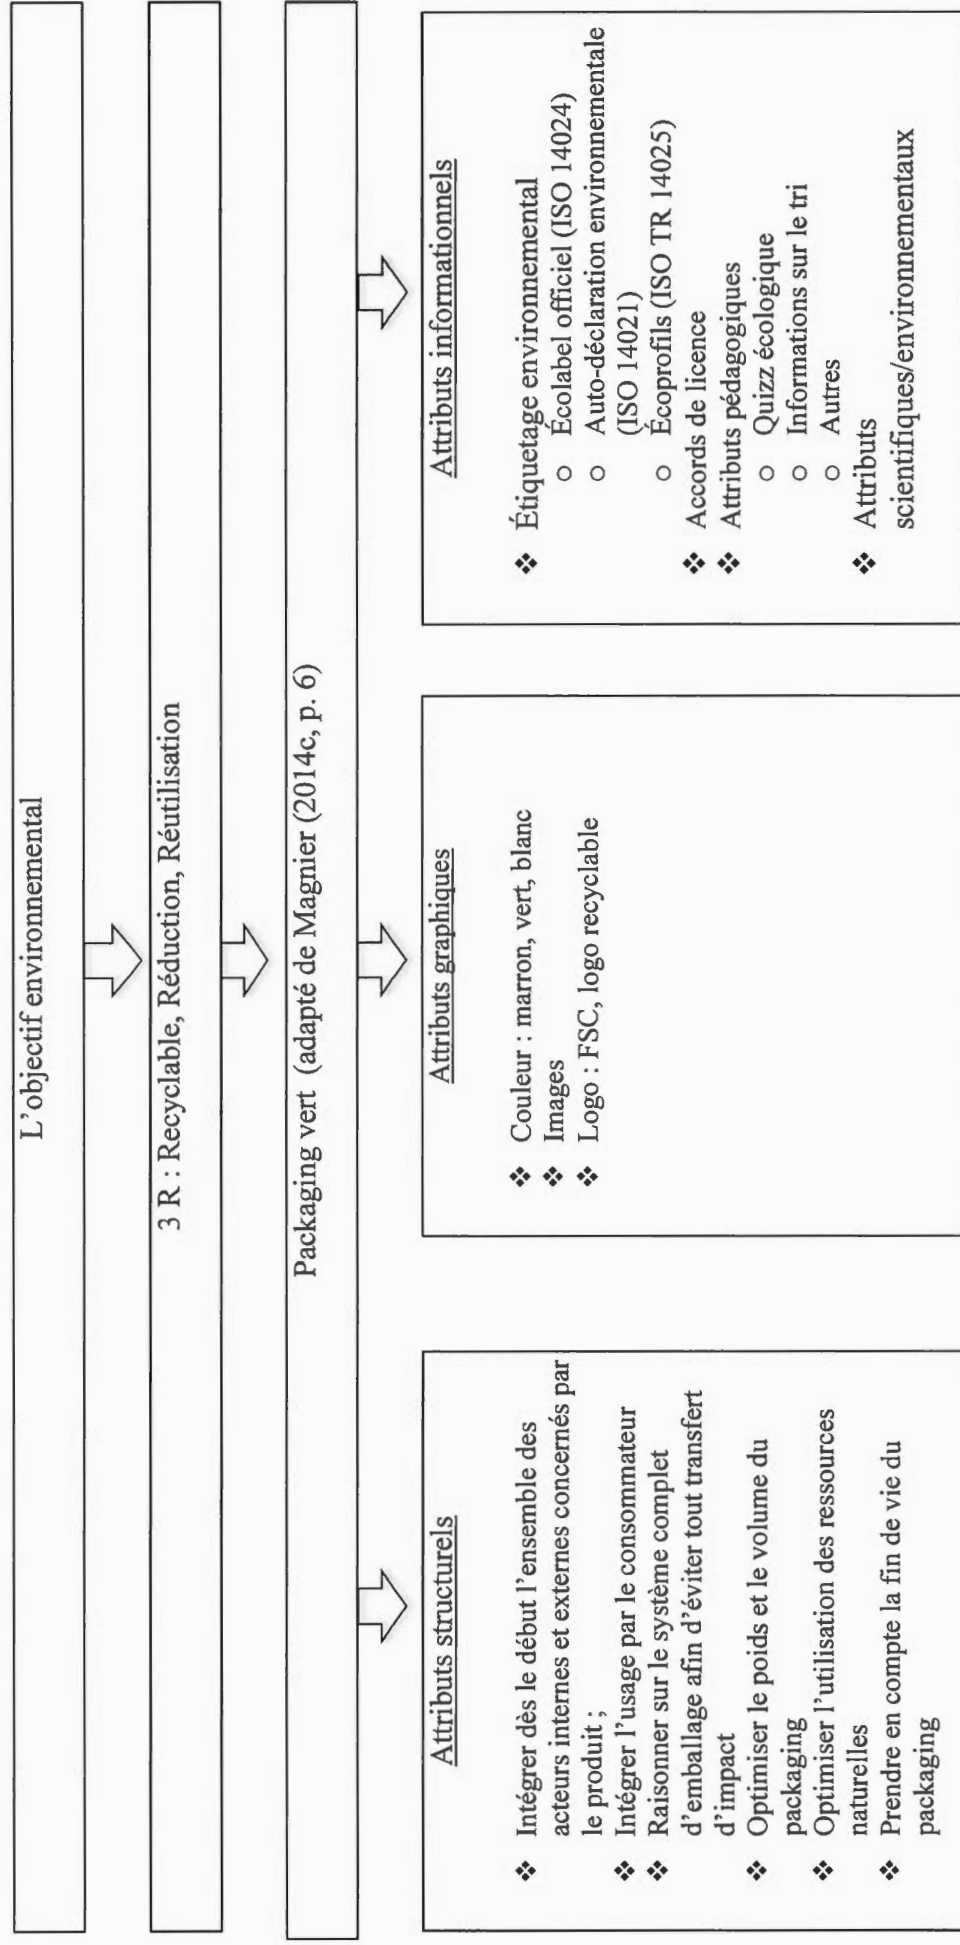 L'objectif environnemental
3 R : Recyclable, Réduction, Réutilisation
Packaging vert (adapté de Magnier (2014c, p. 6)
Attributs structurels
❖ Intégrer dès le début l'ensemble des
acteurs internes et externes concernés par
le produit ;
❖ Intégrer l'usage par le consommateur
❖ Raisonner sur le système complet
d'emballage afin d'éviter tout transfert
d'impact
❖ Optimiser le poids et le volume du
packaging
❖ Optimiser l'utilisation des ressources
naturelles
❖ Prendre en compte la fin de vie du
packaging
Attributs graphiques
❖ Couleur : marron, vert, blanc
❖ Images
❖ Logo : FSC, logo recyclable
Attributs informationnels
❖ Étiquetage environnemental
o Écolabel officiel (ISO 14024)
o Auto-déclaration environnementale
(ISO 14021)
o Écoprofils (ISO TR 14025)
❖ Accords de licence
❖ Attributs pédagogiques
o Quizz écologique
o Informations sur le tri
o Autres
❖ Attributs
scientifiques/environnementaux